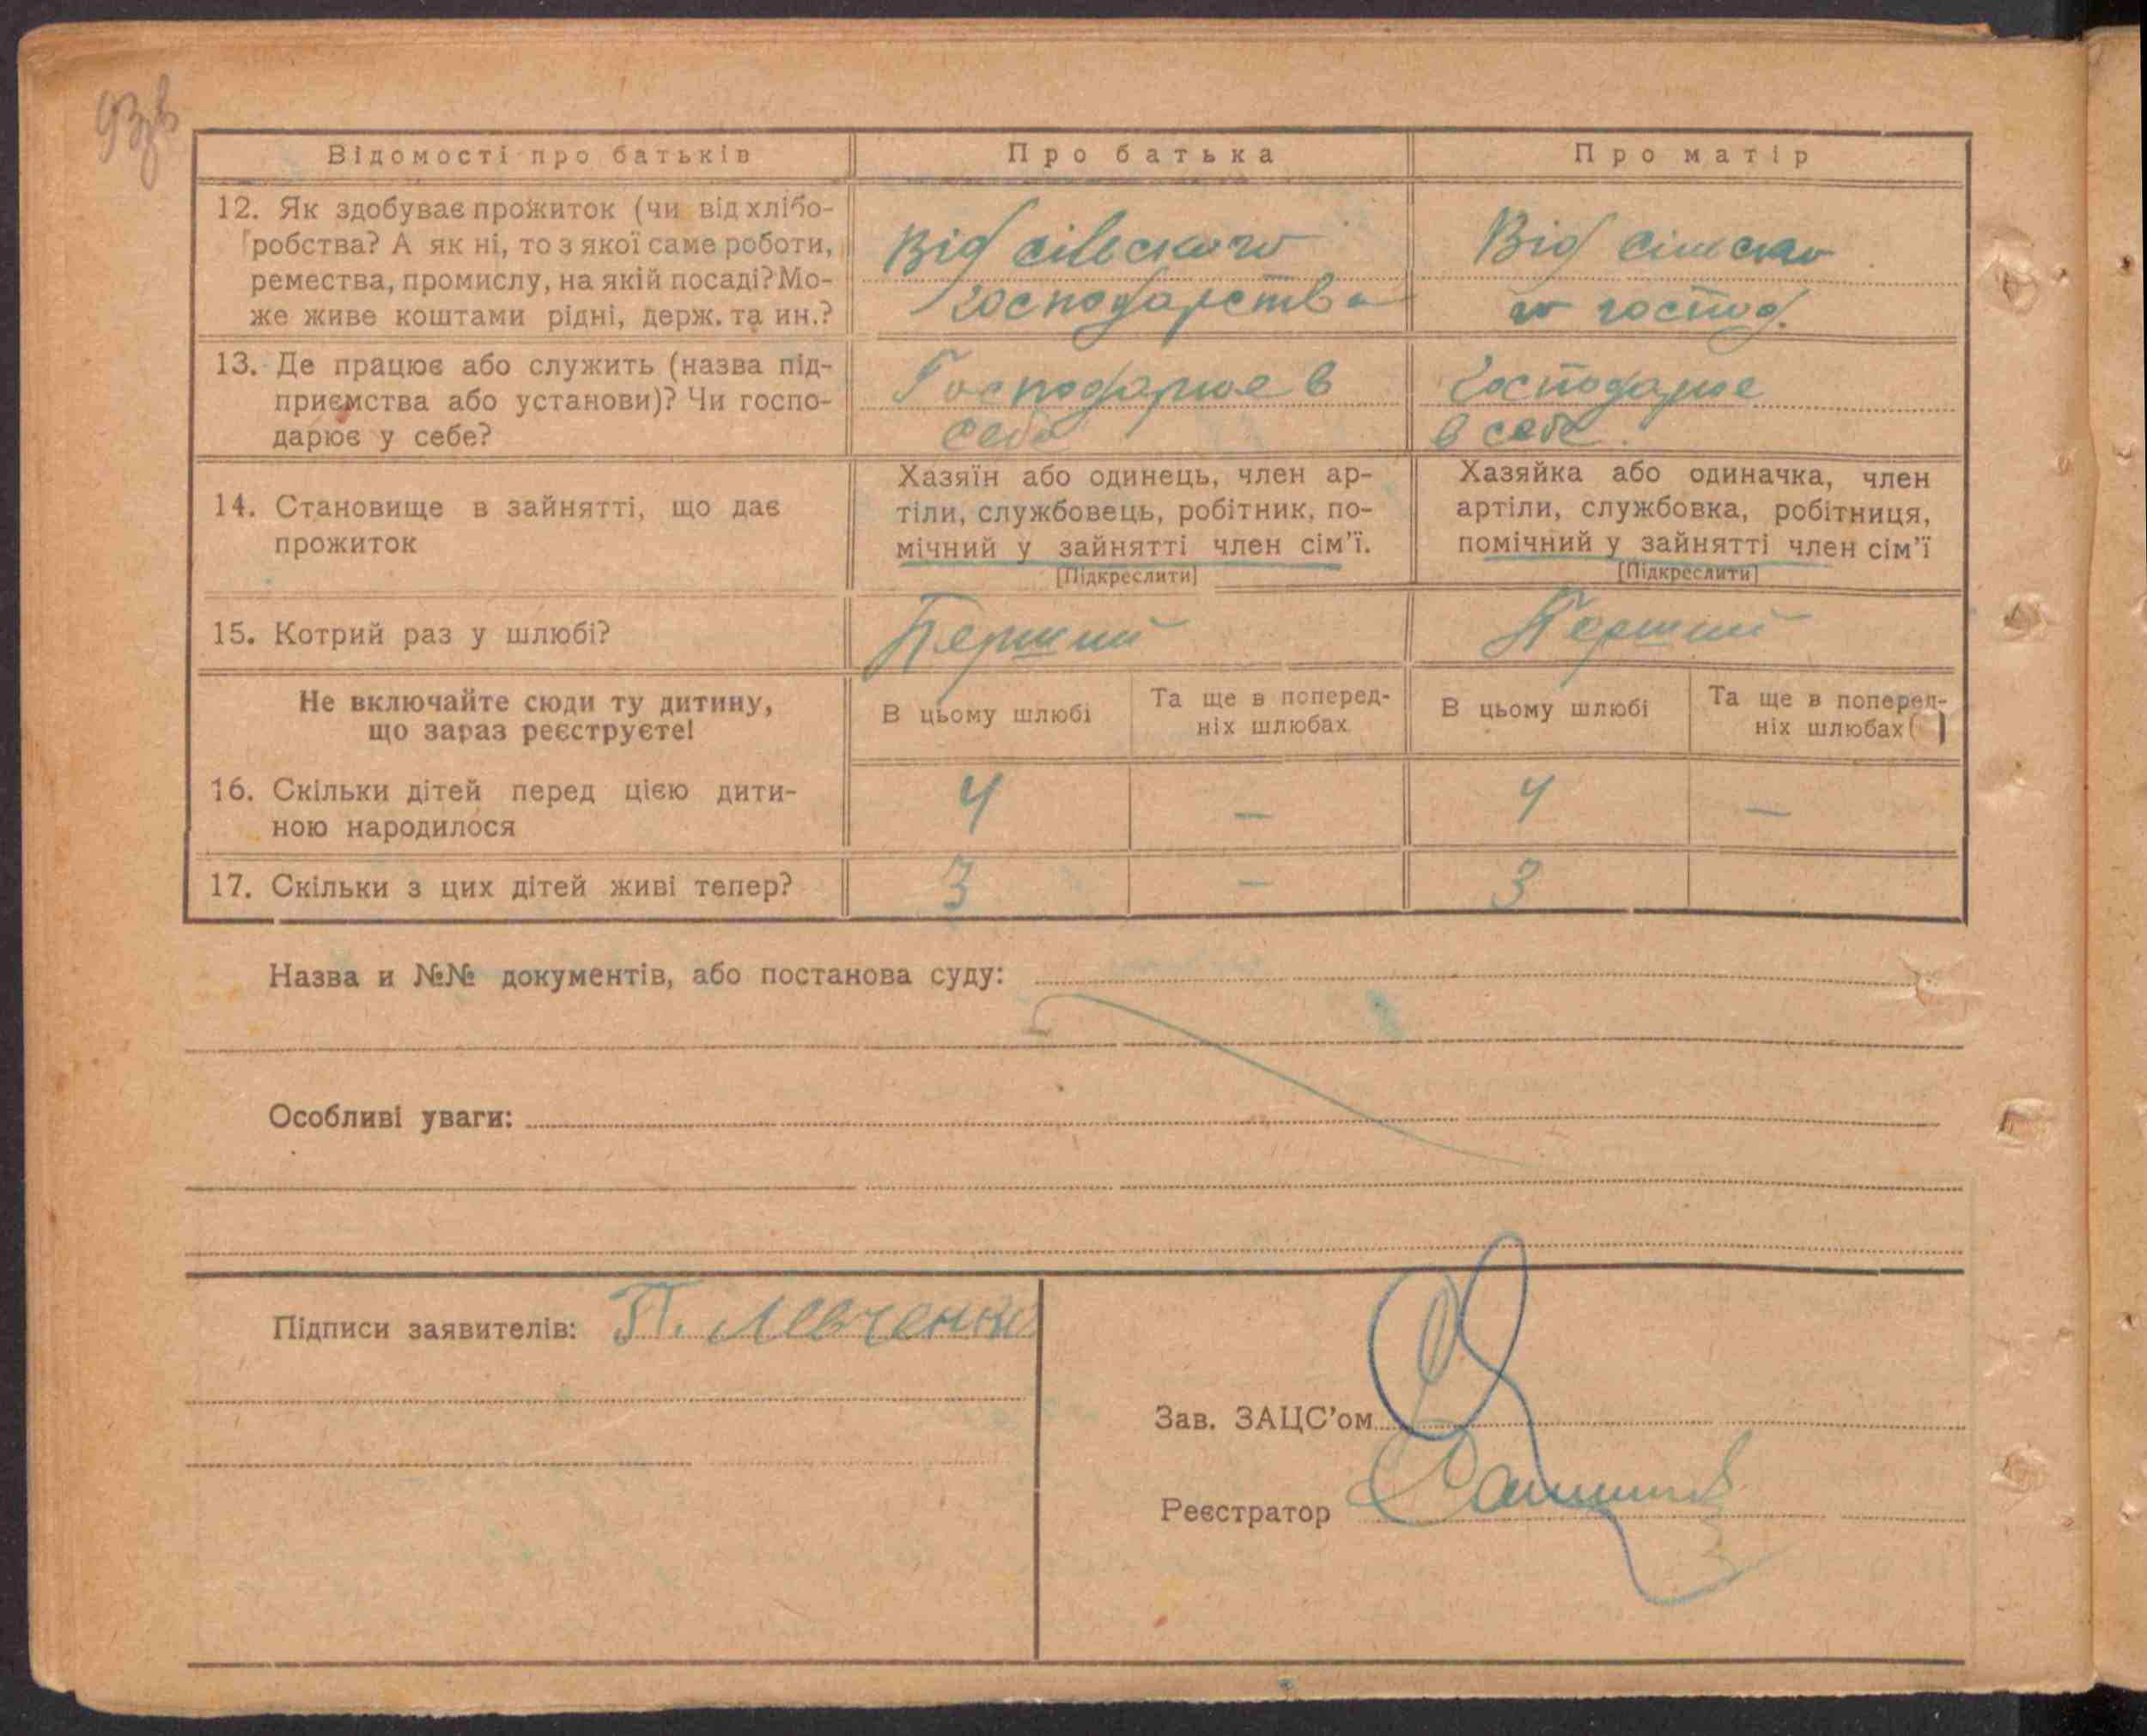 93зв
Відомості про батьків
Про батька
Про матір
12. Як здобуває прожиток (чи від хлібо-
робства? А як ні, то з якої саме роботи,
ремества, промислу, на якій посаді? Мо-
же живе коштами рідні, держ. та ин.?
Від сільского
господарства
Від сільско
го господ.
13. Де працює або служить (назва під-
приємства або установи)? Чи госпо-
дарює у себе?
Господарює в
себе
Господарює
в себе.
14. Становище в зайнятті, що дає
прожиток
Хазяїн або одинець, член ар-
тіли, службовець, робітник, по-
мічний у зайнятті член сім'ї.
[Підкреслити]
Хазяйка або одиначка, член
артіли, службовка, робітниця,
помічний у зайнятті член сім'ї
[Підкреслити]
15. Котрий раз у шлюбі?
Перший
Перший
Не включайте сюди ту дитину,
що зараз реєструєте!
В цьому шлюбі
Та ще в поперед-
ніх шлюбах
В цьому шлюбі
Та ще в поперед-
ніх шлюбах
16. Скільки дітей перед цією дити-
ною народилося
4
—
4
—
17. Скільки з цих дітей живі тепер?
3
—
3
Назва и №№ документів, або постанова суду:
Особливі уваги:
Підписи заявителів: П. Левченко
Зав. ЗАЦС'ом
Реєстратор